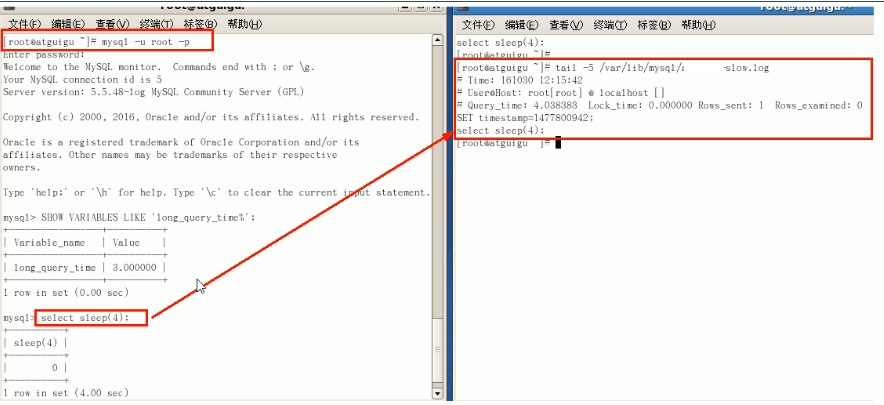 root@atguigu:~
文件(F) 编辑(E) 查看(V) 终端(T) 标签(B) 帮助(H)
[root@atguigu ~]# mysql -u root -p
Enter password:
Welcome to the MySQL monitor.  Commands end with ; or \g.
Your MySQL connection id is 5
Server version: 5.5.48-log MySQL Community Server (GPL)
Copyright (c) 2000, 2016, Oracle and/or its affiliates. All rights reserved.
Oracle is a registered trademark of Oracle Corporation and/or its
affiliates. Other names may be trademarks of their respective
owners.
Type 'help;' or '\h' for help. Type '\c' to clear the current input statement.
mysql> SHOW VARIABLES LIKE 'long_query_time%';
+-----------------+----------+
| Variable_name   | Value    |
+-----------------+----------+
| long_query_time | 3.000000 |
+-----------------+----------+
1 row in set (0.00 sec)
mysql> select sleep(4);
+----------+
| sleep(4) |
+----------+
|        0 |
+----------+
1 row in set (4.00 sec)
root@atguigu:~
文件(F) 编辑(E) 查看(V) 终端(T) 标签(B) 帮助(H)
select sleep(4);
[root@atguigu ~]#
[root@atguigu ~]# tail -5 /var/lib/mysql/a -slow.log
# Time: 161030 12:15:42
# User@Host: root[root] @ localhost []
# Query_time: 4.038383  Lock_time: 0.000000 Rows_sent: 1  Rows_examined: 0
SET timestamp=1477800942;
select sleep(4);
[root@atguigu ~]#